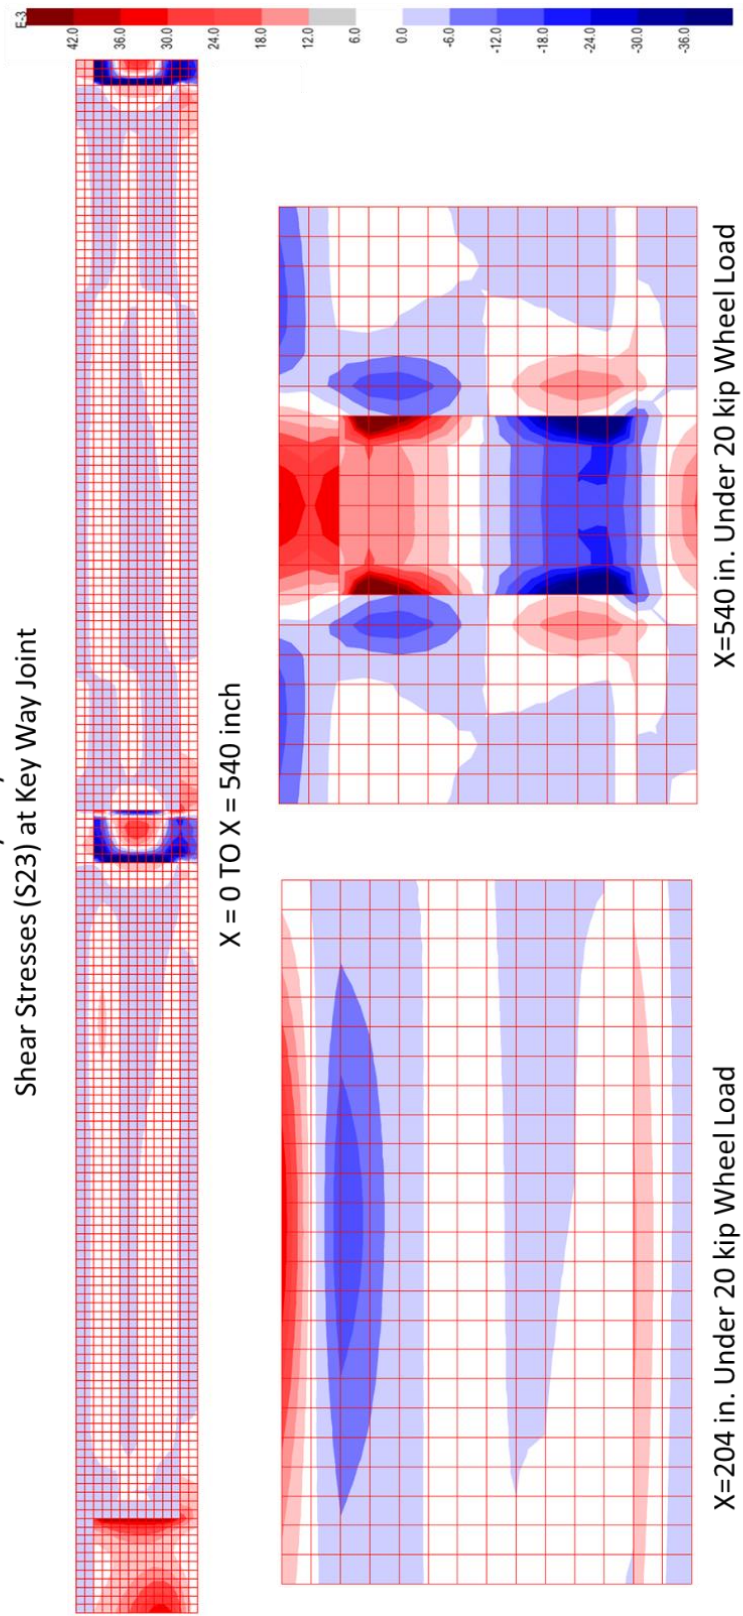 Shear Stresses (S23) at Key Way Joint
E-3
42.0
36.0
30.0
24.0
18.0
12.0
6.0
0.0
-6.0
-12.0
-18.0
-24.0
-30.0
-36.0
X = 0 TO X = 540 inch
X=204 in. Under 20 kip Wheel Load
X=540 in. Under 20 kip Wheel Load